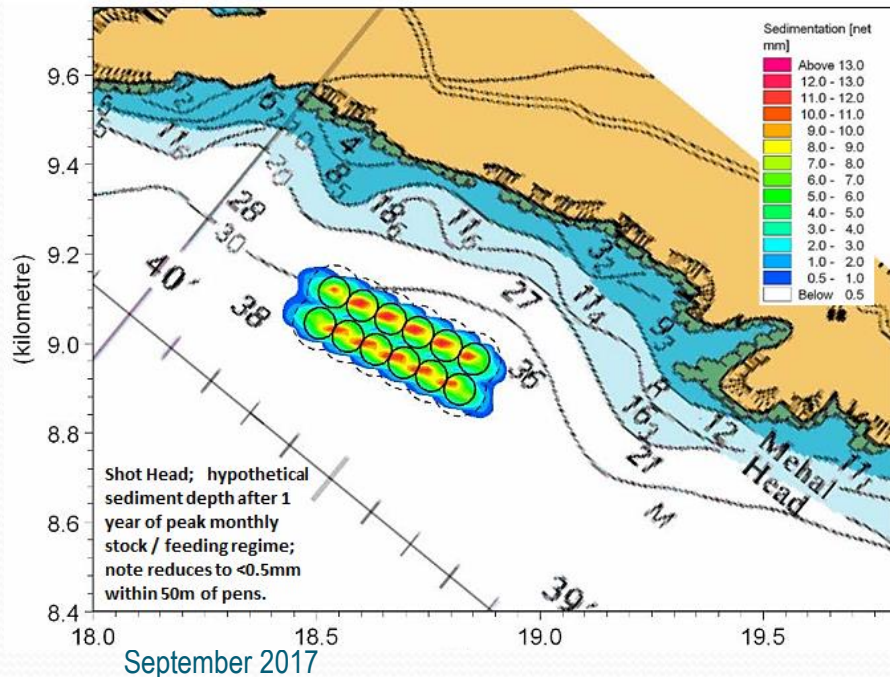 Sedimentation [net
mm]
Above 13.0
12.0 - 13.0
11.0 - 12.0
10.0 - 11.0
9.0 - 10.0
8.0 - 9.0
7.0 - 8.0
6.0 - 7.0
5.0 - 6.0
4.0 - 5.0
3.0 - 4.0
2.0 - 3.0
1.0 - 2.0
0.5 - 1.0
Below 0.5
9.6
9.4
9.2
9.0
8.8
8.6
8.4
(kilometre)
28
30
40'
38
18
27
36
21
12
Mehal
Head
M
39'
Shot Head; hypothetical
sediment depth after 1
year of peak monthly
stock / feeding regime;
note reduces to <0.5mm
within 50m of pens.
18.0
18.5
19.0
19.5
September 2017